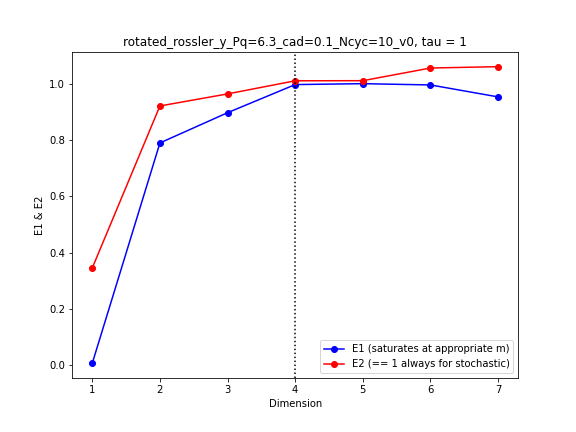 rotated_rossler_y_Pq=6.3_cad=0.1_Ncyc=10_v0, tau = 1
E1 & E2
1.0
0.8
0.6
0.4
0.2
0.0
E1 (saturates at appropriate m)
E2 (== 1 always for stochastic)
1 2 3 4 5 6 7
Dimension